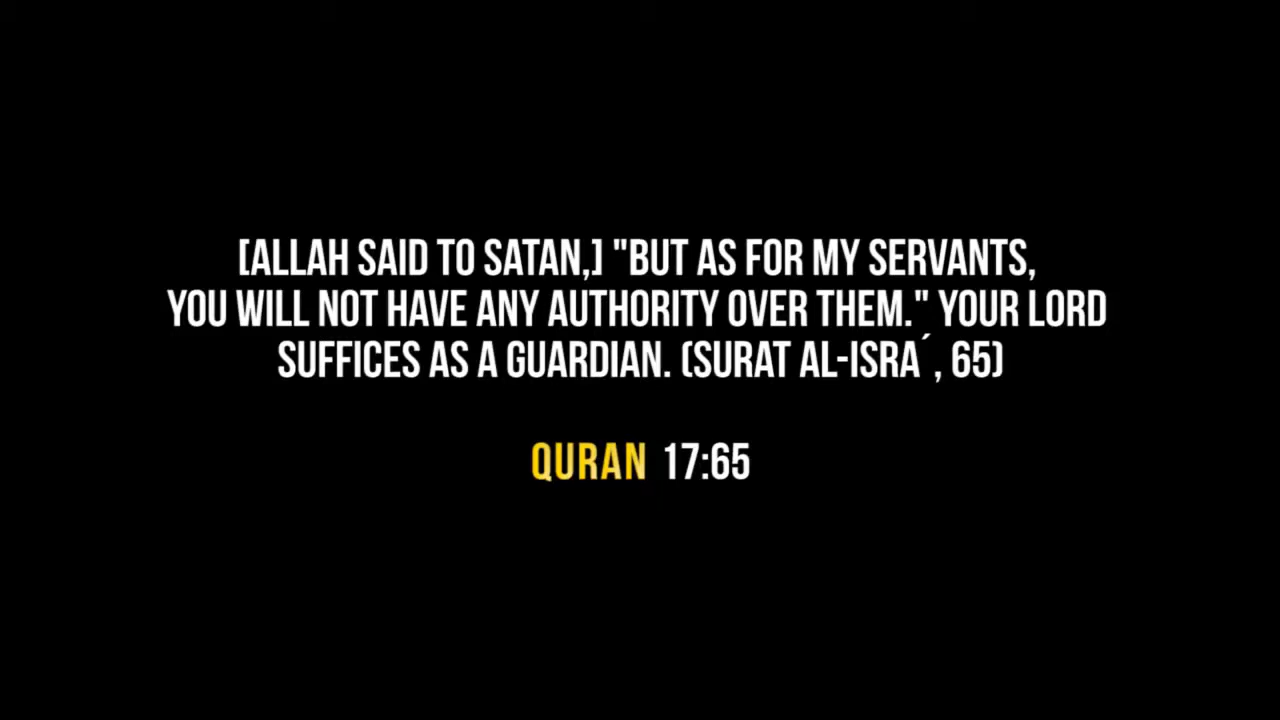 [ALLAH SAID TO SATAN,] "BUT AS FOR MY SERVANTS,
YOU WILL NOT HAVE ANY AUTHORITY OVER THEM." YOUR LORD
SUFFICES AS A GUARDIAN. (SURAT AL-ISRA´, 65)
QURAN 17:65